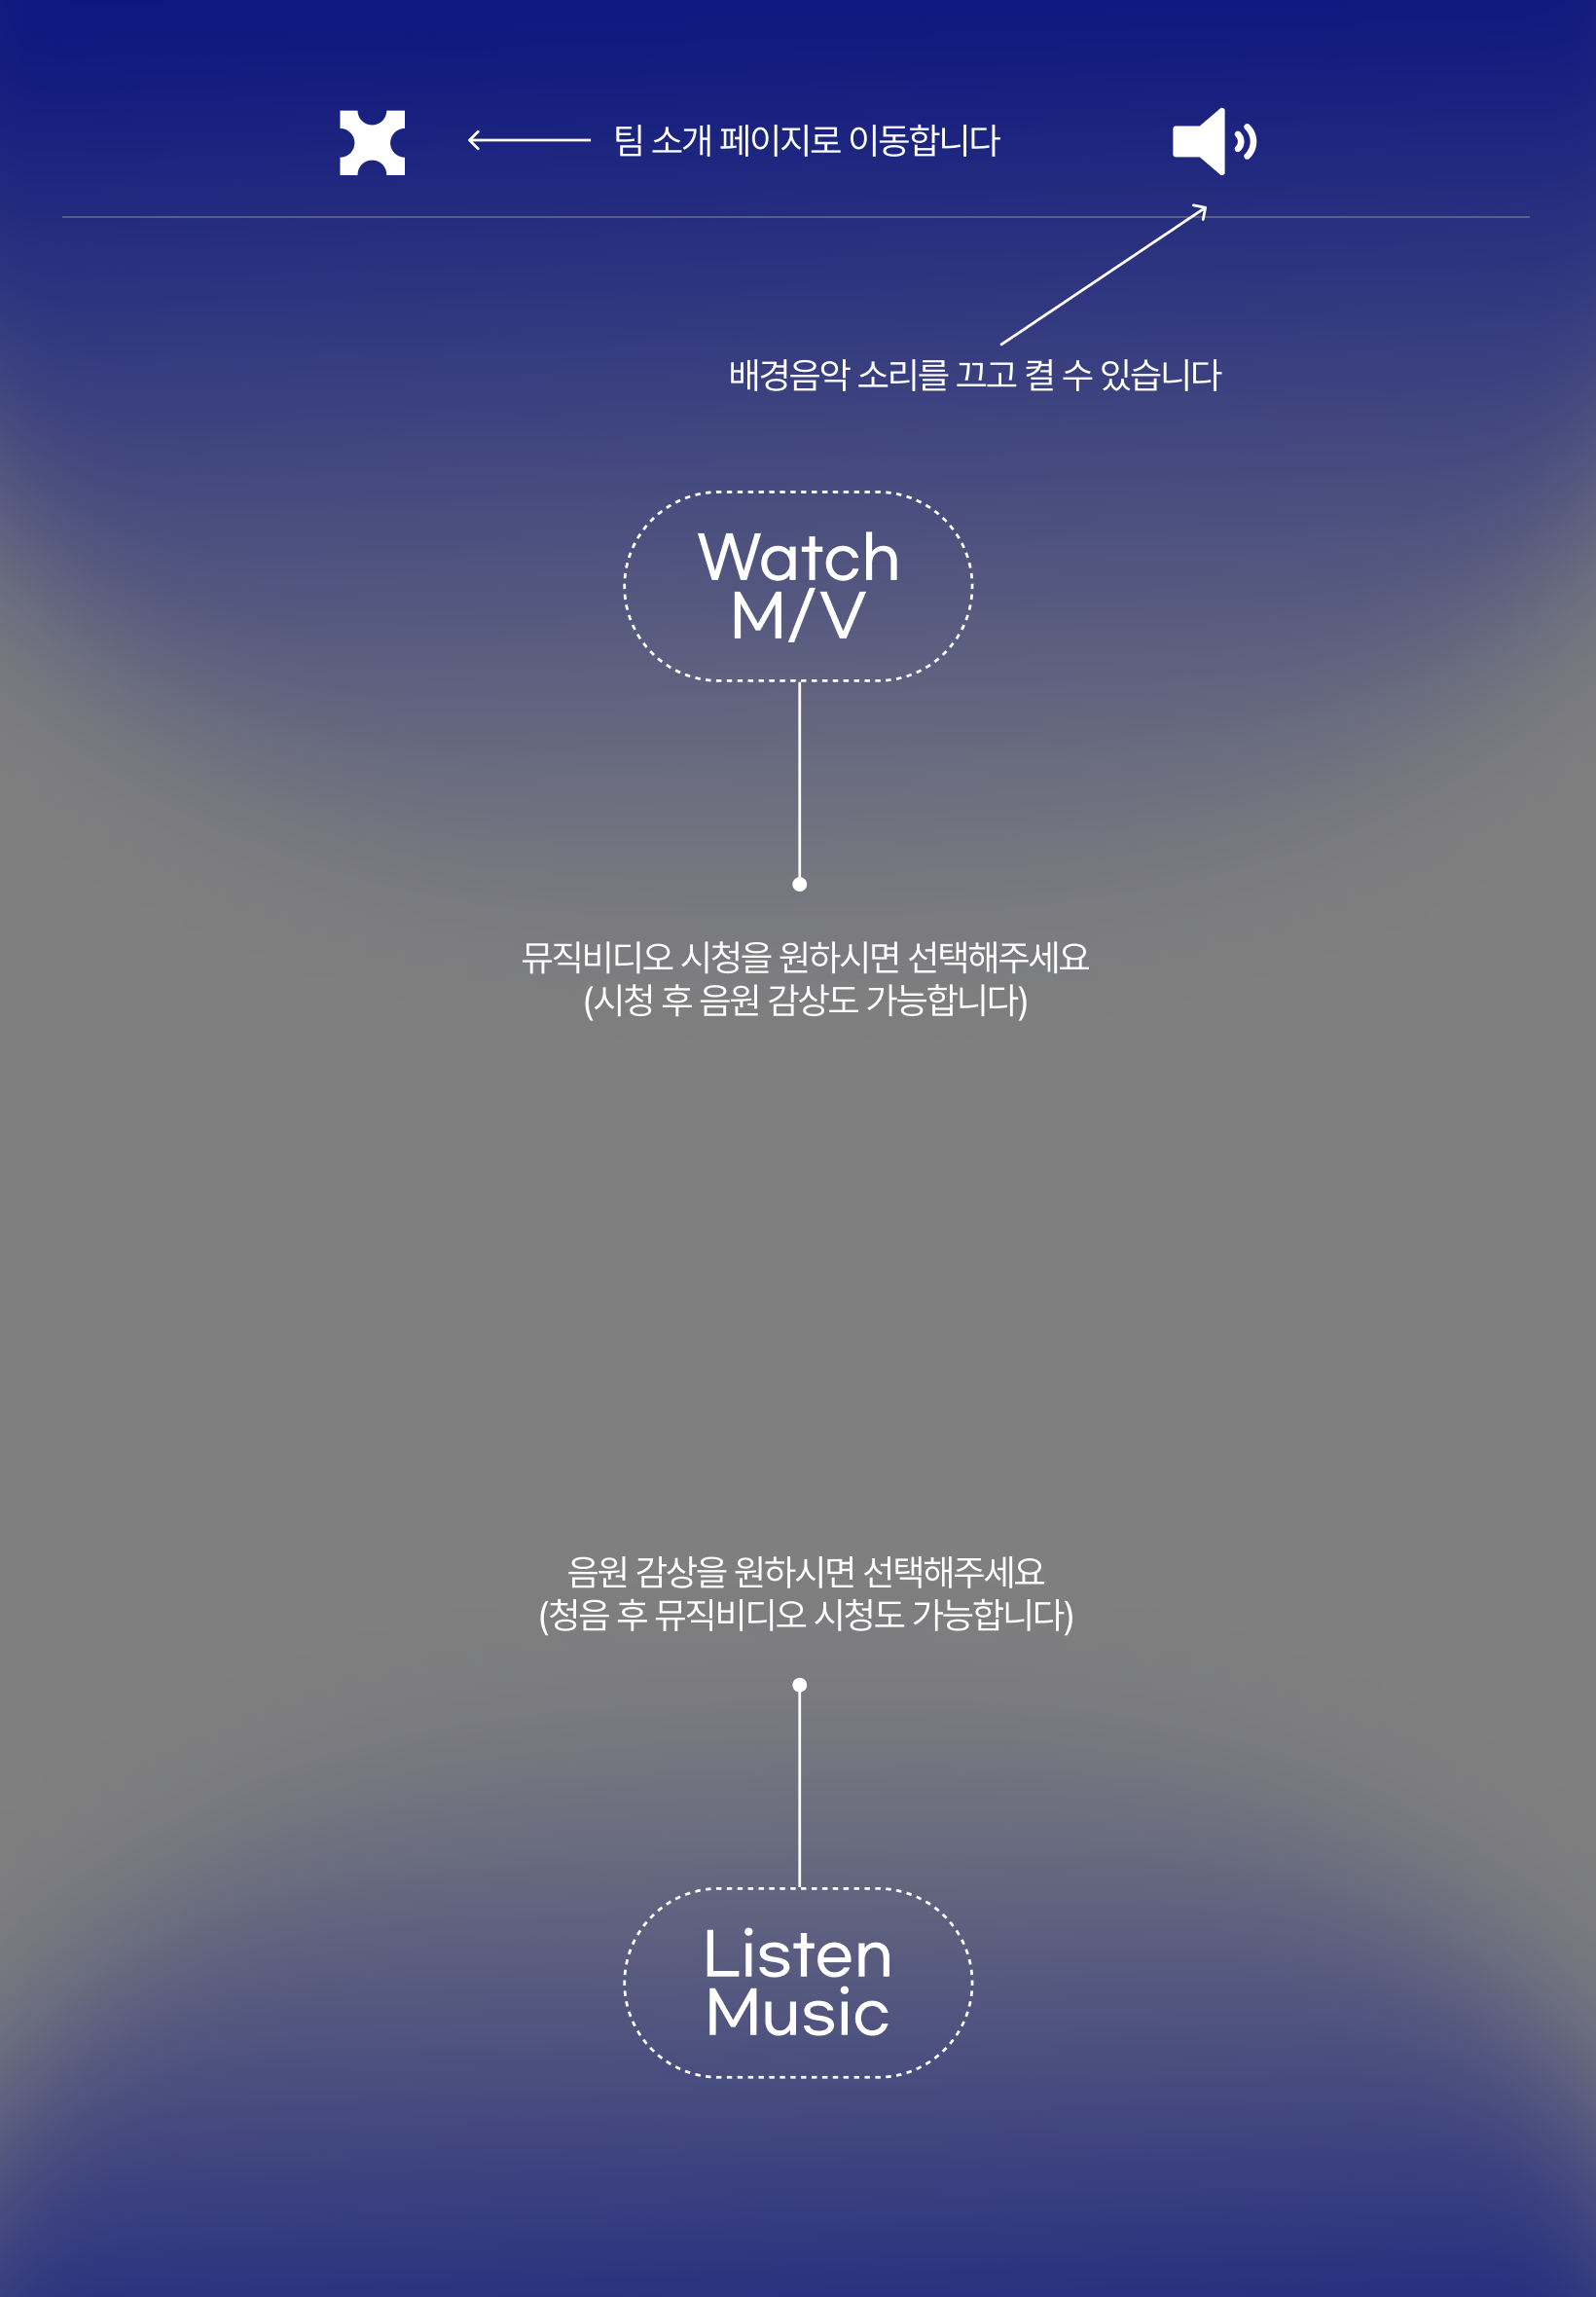 팀 소개 페이지로 이동합니다
배경음악 소리를 끄고 켤 수 있습니다
Watch
M/V
뮤직비디오 시청을 원하시면 선택해주세요
(시청 후 음원 감상도 가능합니다)
음원 감상을 원하시면 선택해주세요
(청음 후 뮤직비디오 시청도 가능합니다)
Listen
Music